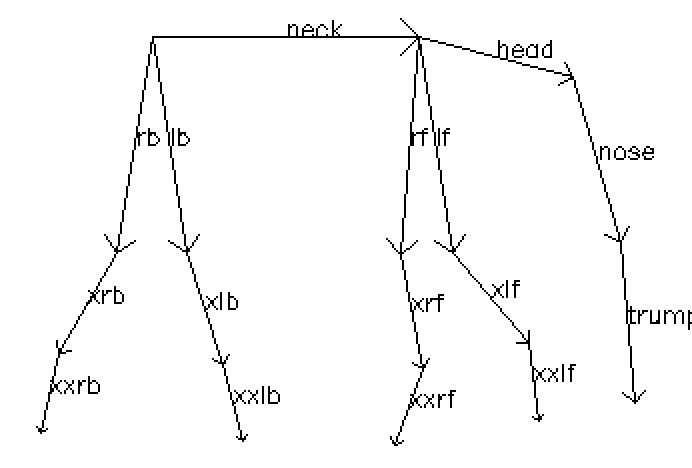 neck
head
rb lb
rf lf
nose
xrb
xlb
xrf
xlf
trump
xxrb
xxlb
xxrf
xxlf